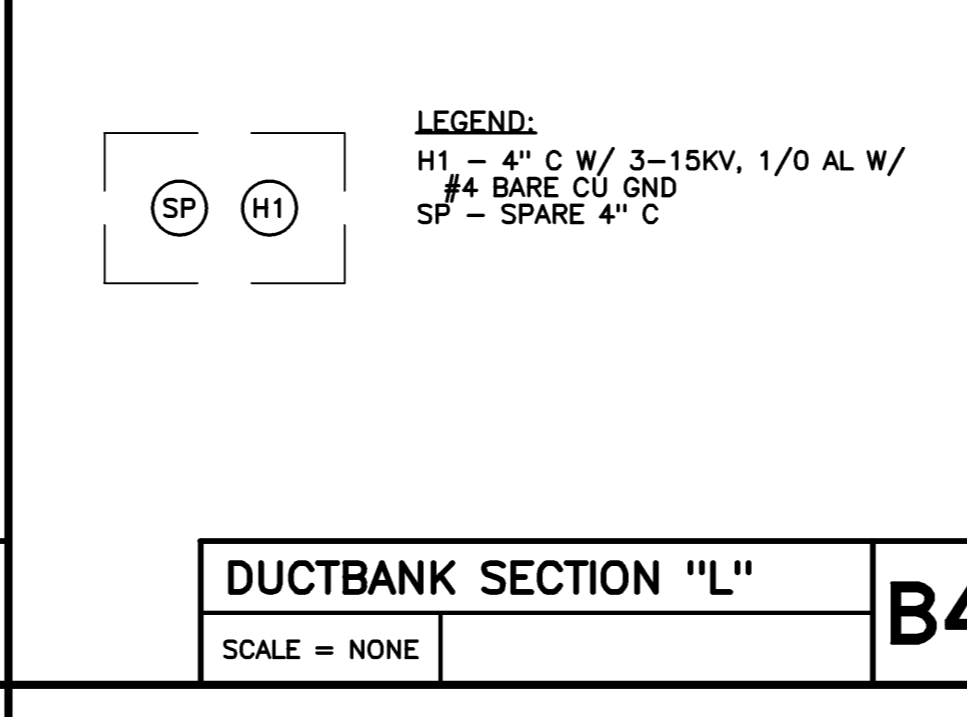 SP H1
LEGEND:
H1 – 4" C W/ 3–15KV, 1/0 AL W/
#4 BARE CU GND
SP – SPARE 4" C
DUCTBANK SECTION "L"
SCALE = NONE
B4